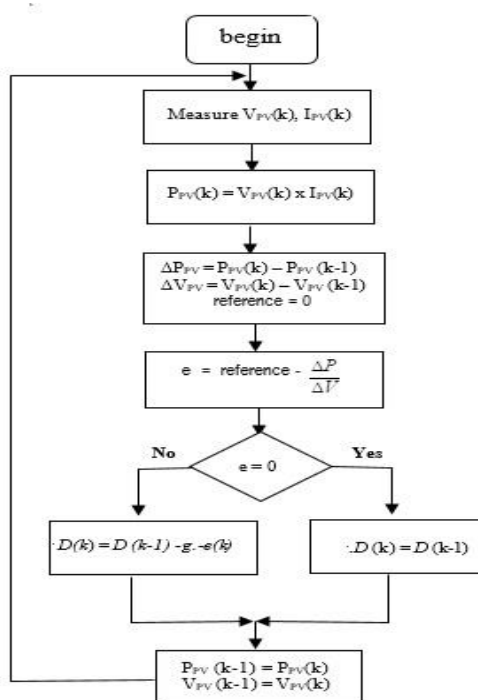 begin
Measure V_PV(k), I_PV(k)
P_PV(k) = V_PV(k) x I_PV(k)
ΔP_PV = P_PV(k) – P_PV (k-1)
ΔV_PV = V_PV(k) – V_PV (k-1)
reference = 0
e = reference - ΔP/ΔV
No
Yes
e = 0
.D(k) = D (k-1) -g.-e(k)
.D (k) = D (k-1)
P_PV (k-1) = P_PV(k)
V_PV (k-1) = V_PV(k)